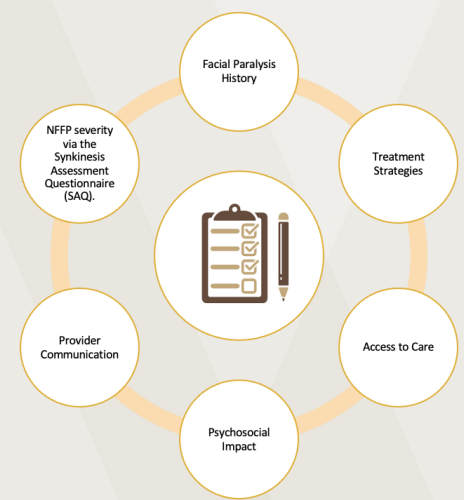 Facial Paralysis
History
Treatment
Strategies
Access to Care
Psychosocial
Impact
Provider
Communication
NFFP severity
via the
Synkinesis
Assessment
Questionnaire
(SAQ).